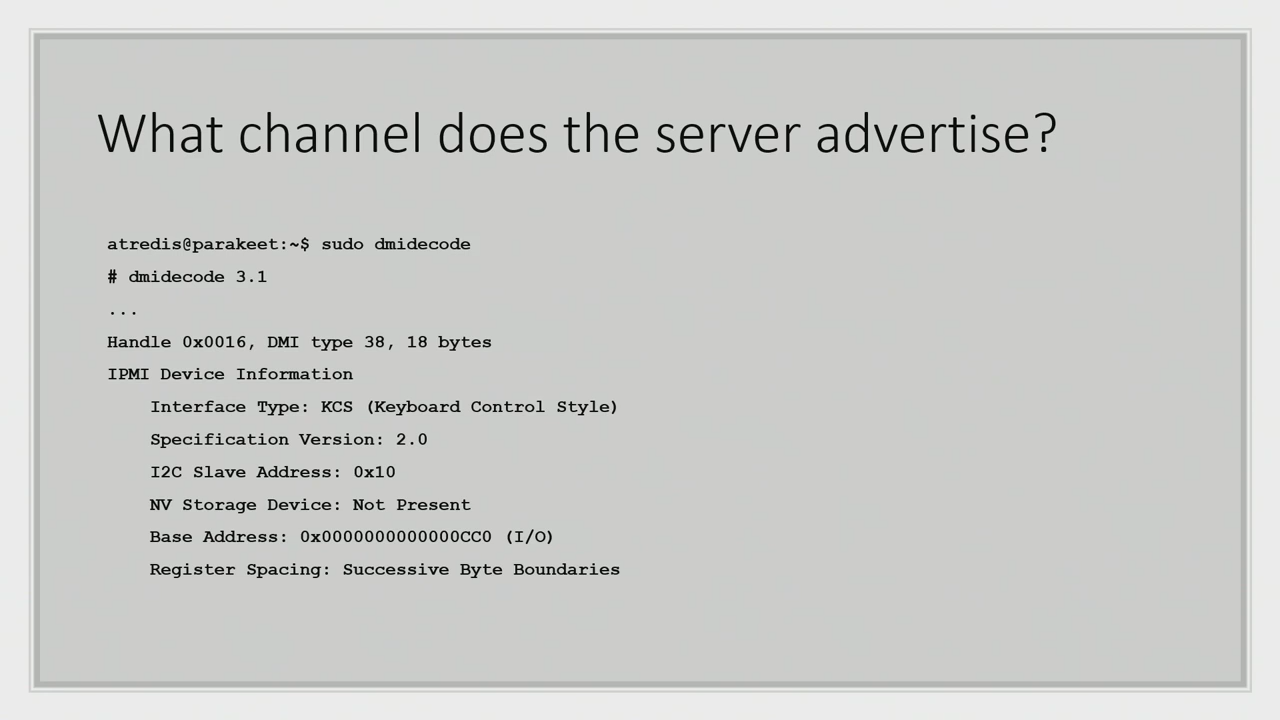 What channel does the server advertise?
atredis@parakeet:~$ sudo dmidecode
# dmidecode 3.1
...
Handle 0x0016, DMI type 38, 18 bytes
IPMI Device Information
Interface Type: KCS (Keyboard Control Style)
Specification Version: 2.0
I2C Slave Address: 0x10
NV Storage Device: Not Present
Base Address: 0x0000000000000CC0 (I/O)
Register Spacing: Successive Byte Boundaries